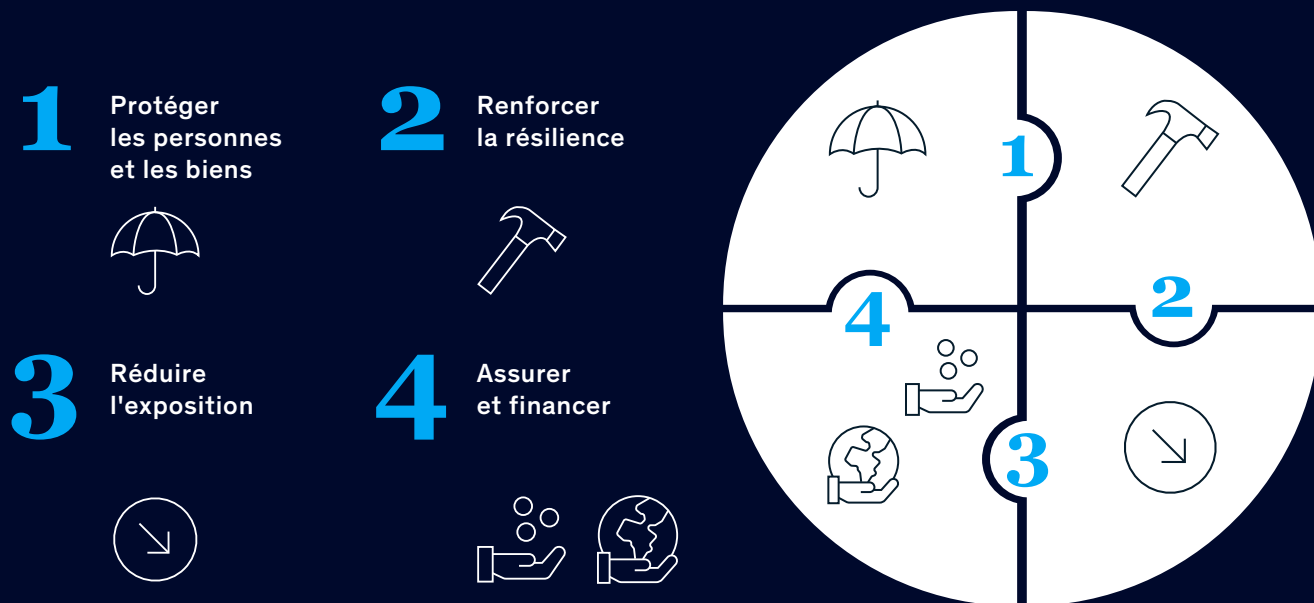 1
Protéger
les personnes
et les biens
2
Renforcer
la résilience
3
Réduire
l'exposition
4
Assurer
et financer
1
2
4
3